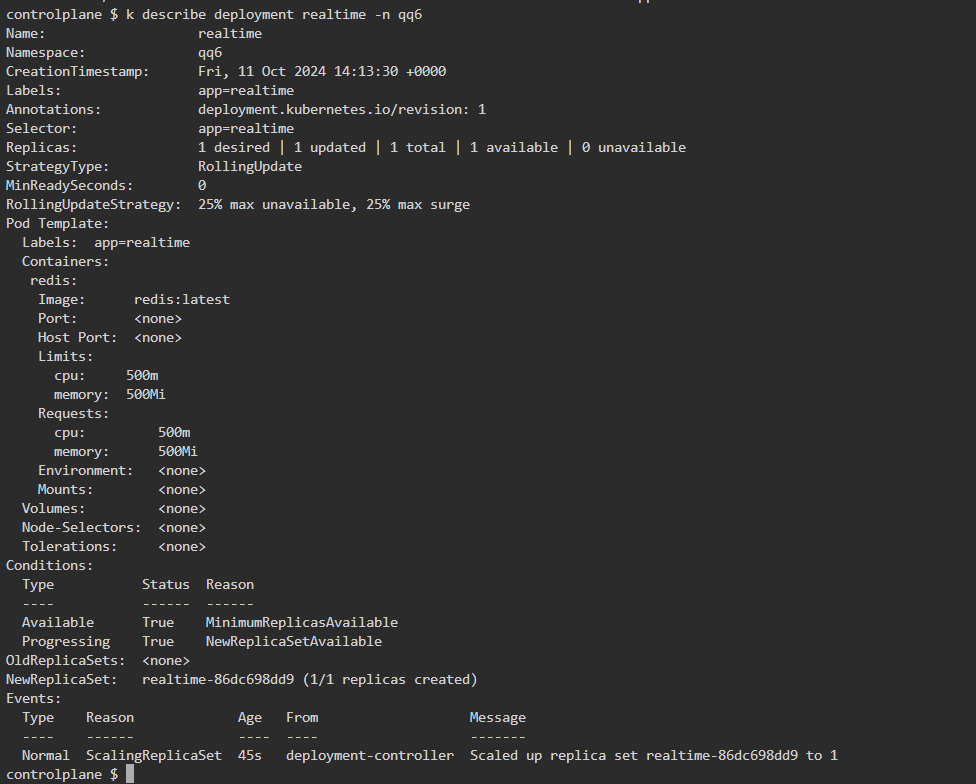 controlplane $ k describe deployment realtime -n qq6
Name:                   realtime
Namespace:              qq6
CreationTimestamp:      Fri, 11 Oct 2024 14:13:30 +0000
Labels:                 app=realtime
Annotations:            deployment.kubernetes.io/revision: 1
Selector:               app=realtime
Replicas:               1 desired | 1 updated | 1 total | 1 available | 0 unavailable
StrategyType:           RollingUpdate
MinReadySeconds:        0
RollingUpdateStrategy:  25% max unavailable, 25% max surge
Pod Template:
  Labels:  app=realtime
  Containers:
   redis:
    Image:      redis:latest
    Port:       <none>
    Host Port:  <none>
    Limits:
      cpu:     500m
      memory:  500Mi
    Requests:
      cpu:         500m
      memory:      500Mi
    Environment:   <none>
    Mounts:        <none>
  Volumes:         <none>
  Node-Selectors:  <none>
  Tolerations:     <none>
Conditions:
  Type           Status  Reason
  ----           ------  ------
  Available      True    MinimumReplicasAvailable
  Progressing    True    NewReplicaSetAvailable
OldReplicaSets:  <none>
NewReplicaSet:   realtime-86dc698dd9 (1/1 replicas created)
Events:
  Type    Reason             Age   From                   Message
  ----    ------             ----  ----                   -------
  Normal  ScalingReplicaSet  45s   deployment-controller  Scaled up replica set realtime-86dc698dd9 to 1
controlplane $